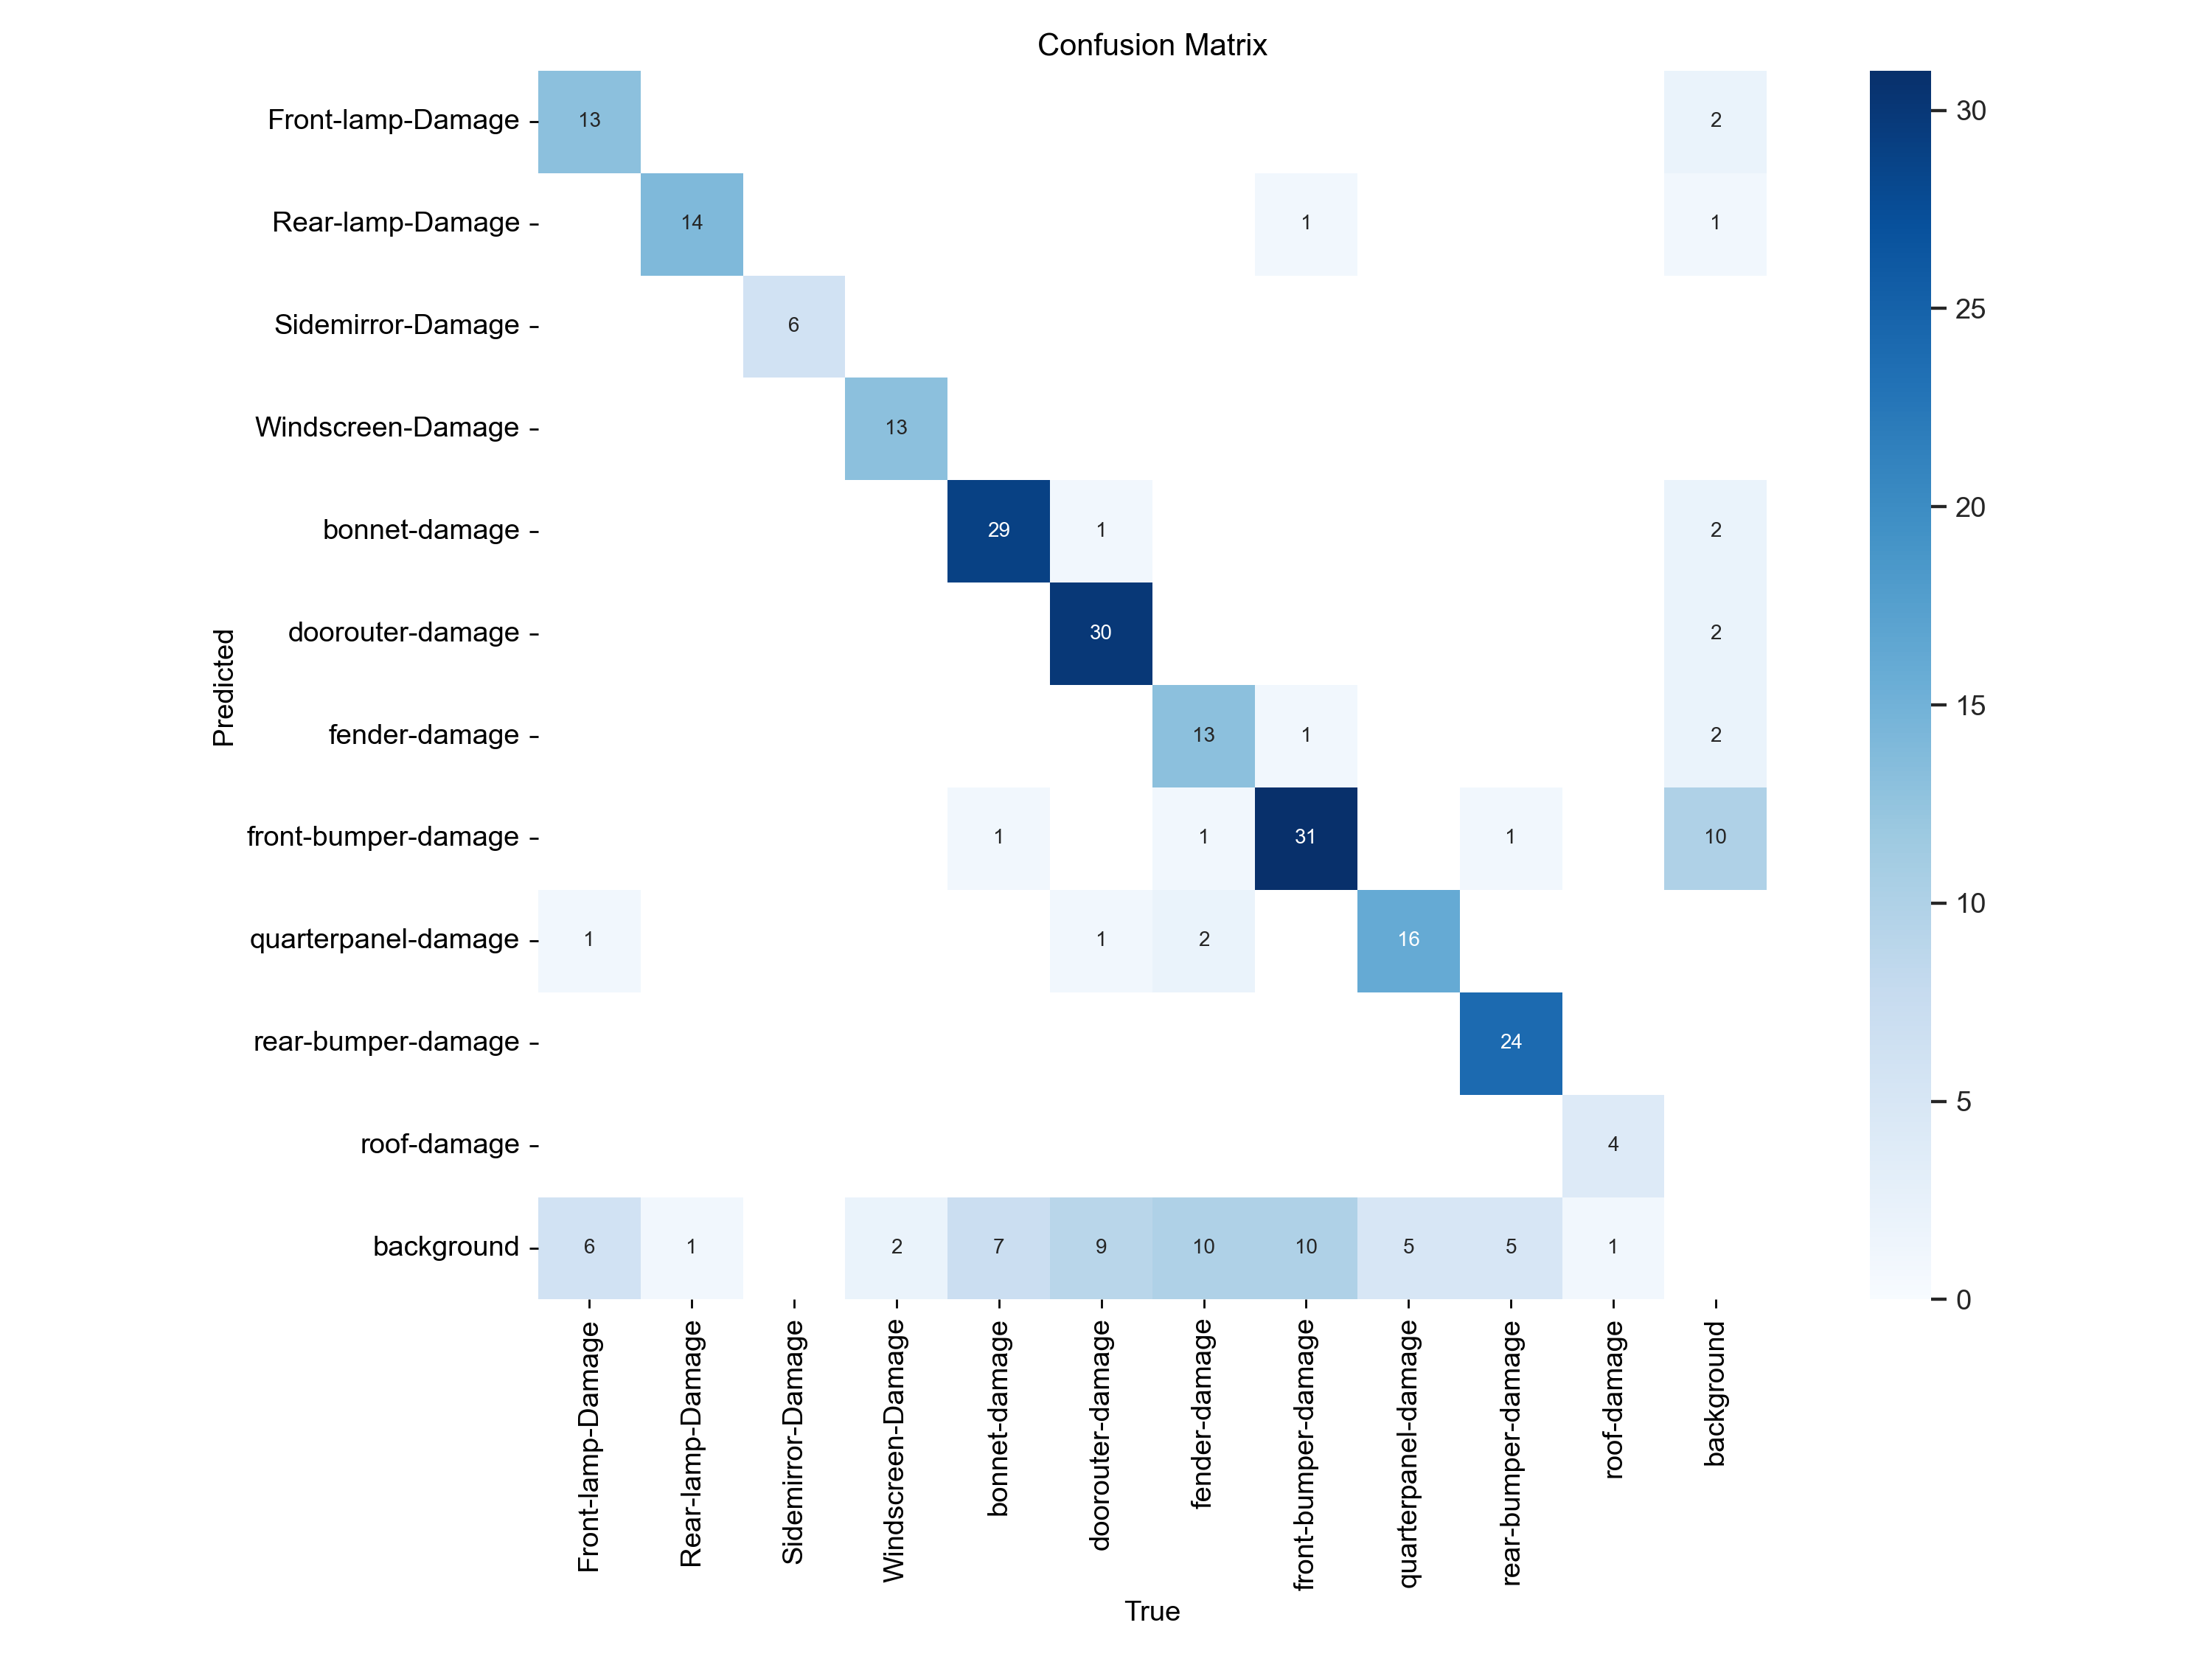 Confusion Matrix
Predicted
Front-lamp-Damage 13 2
Rear-lamp-Damage 14 1 1
Sidemirror-Damage 6
Windscreen-Damage 13
bonnet-damage 29 1 2
doorouter-damage 30 2
fender-damage 13 1 2
front-bumper-damage 1 1 31 1 10
quarterpanel-damage 1 1 2 16
rear-bumper-damage 24
roof-damage 4
background 6 1 2 7 9 10 10 5 5 1
Front-lamp-Damage
Rear-lamp-Damage
Sidemirror-Damage
Windscreen-Damage
bonnet-damage
doorouter-damage
fender-damage
front-bumper-damage
quarterpanel-damage
rear-bumper-damage
roof-damage
background
True
30
25
20
15
10
5
0